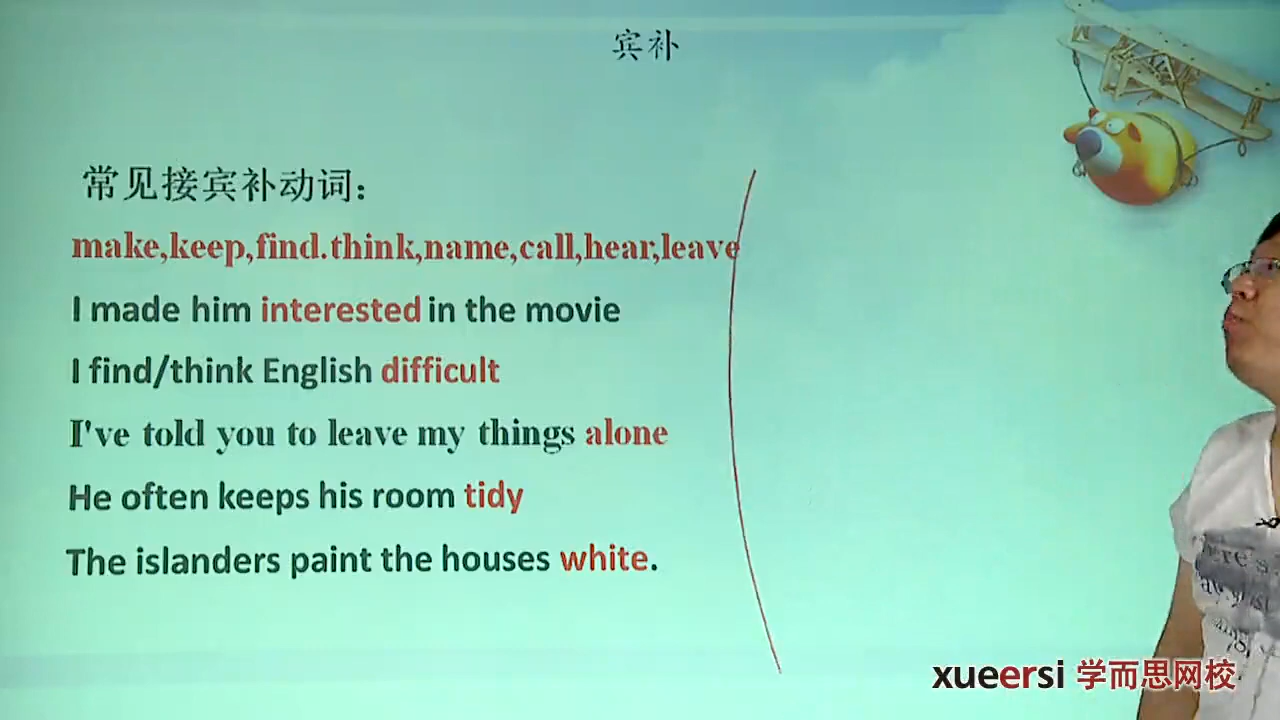 宾补
常见接宾补动词：
make,keep,find.think,name,call,hear,leave
I made him interested in the movie
I find/think English difficult
I've told you to leave my things alone
He often keeps his room tidy
The islanders paint the houses white.
xueersi 学而思网校